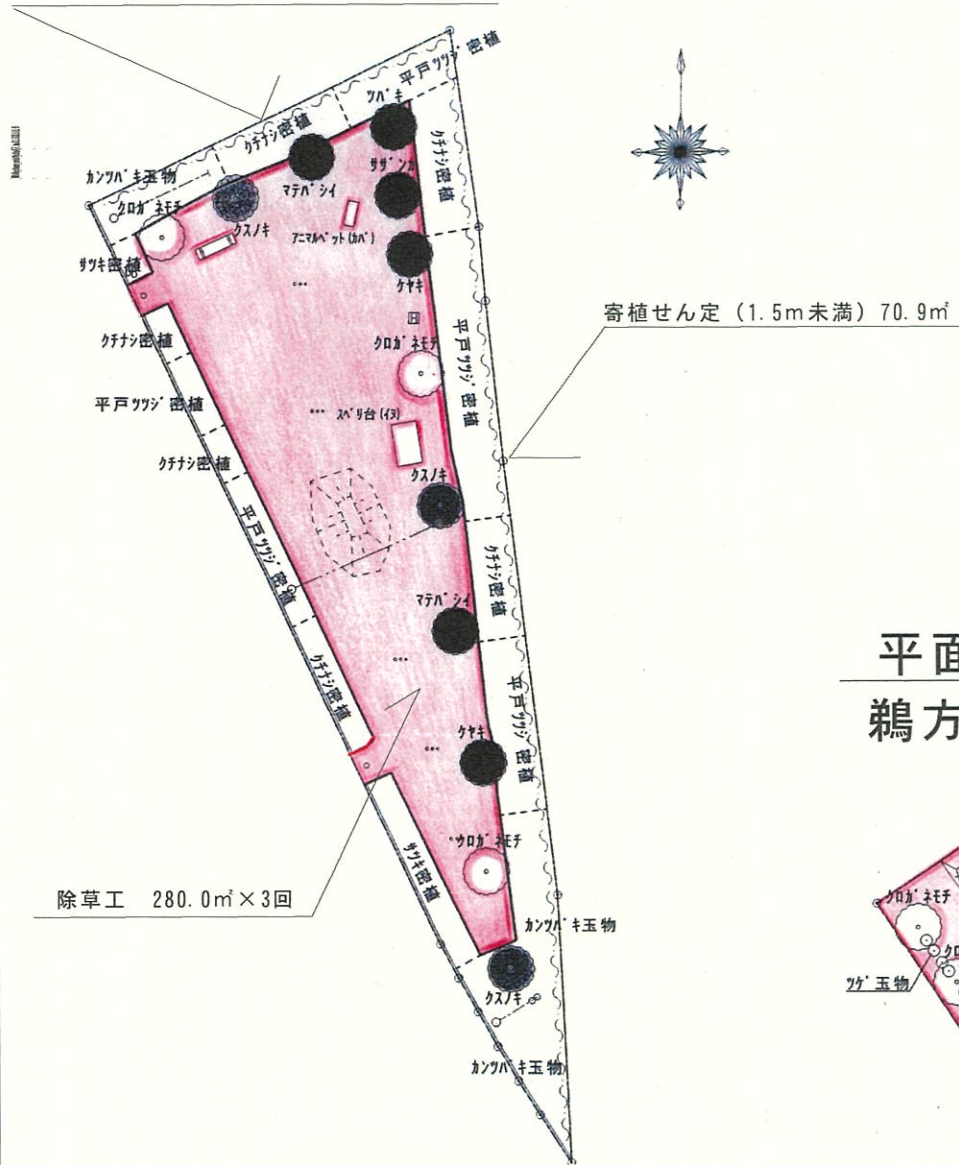 平戸ツツジ密植
ツバキ
クチナシ密植
クチナシ密植
マテバシイ
サザンカ
カンツバキ玉物
クロガネモチ
クスノキ
アニマルペット(カバ)
サツキ密植
ケヤキ
寄植せん定 (1.5m未満) 70.9㎡
クチナシ密植
クロガネモチ
平戸ツツジ密植
平戸ツツジ密植
スベリ台(イヌ)
クチナシ密植
クスノキ
平戸ツツジ密植
クチナシ密植
マテバシイ
クチナシ密植
平戸ツツジ密植
平面
鵜方
ケヤキ
サツキ密植
クロガネモチ
除草工 280.0㎡×3回
カンツバキ玉物
クロガネモチ
クロ
ツゲ玉物
クスノキ
カンツバキ玉物